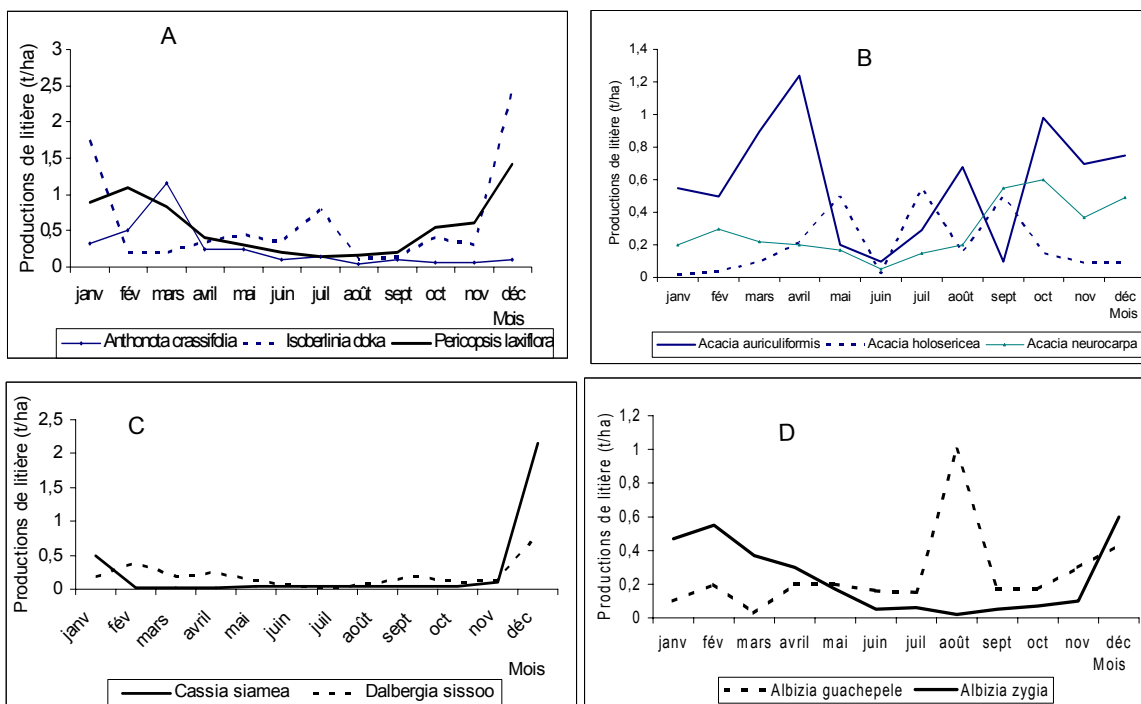 A
Productions de litière (t/ha)
3
2,5
2
1,5
1
0,5
0
janv fév mars avril mai juin juil août sept oct nov déc
Mois
Anthonota crassifolia Isoberlinia doka Pericopsis laxiflora
B
Productions de litière (t/ha)
1,4
1,2
1
0,8
0,6
0,4
0,2
0
janv fév mars avril mai juin juil août sept oct nov déc
Mois
Acacia auriculiformis Acacia holosericea Acacia neurocarpa
C
Productions de litière (t/ha)
2,5
2
1,5
1
0,5
0
janv fév mars avril mai juin juil août sept oct nov déc
Mois
Cassia siamea Dalbergia sissoo
D
Productions de litière (t/ha)
1,2
1
0,8
0,6
0,4
0,2
0
janv fév mars avril mai juin juil août sept oct nov déc
Mois
Albizia guachepele Albizia zygia